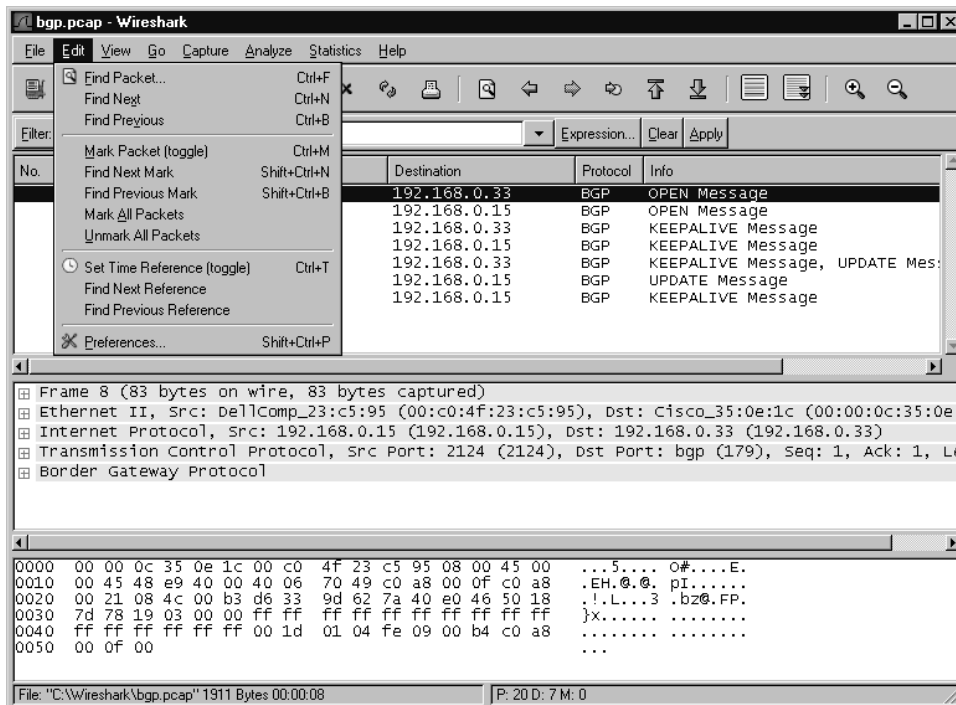 bgp.pcap - Wireshark
File Edit View Go Capture Analyze Statistics Help
Find Packet... Ctrl+F
Find Next Ctrl+N
Find Previous Ctrl+B
Mark Packet (toggle) Ctrl+M
Find Next Mark Shift+Ctrl+N
Find Previous Mark Shift+Ctrl+B
Mark All Packets
Unmark All Packets
Set Time Reference (toggle) Ctrl+T
Find Next Reference
Find Previous Reference
Preferences... Shift+Ctrl+P
Filter: Expression... Clear Apply
No. Destination Protocol Info
192.168.0.33 BGP OPEN Message
192.168.0.15 BGP OPEN Message
192.168.0.33 BGP KEEPALIVE Message
192.168.0.15 BGP KEEPALIVE Message
192.168.0.33 BGP KEEPALIVE Message, UPDATE Mes
192.168.0.15 BGP UPDATE Message
192.168.0.15 BGP KEEPALIVE Message
Frame 8 (83 bytes on wire, 83 bytes captured)
Ethernet II, Src: DellComp_23:c5:95 (00:c0:4f:23:c5:95), Dst: Cisco_35:0e:1c (00:00:0c:35:0e
Internet Protocol, Src: 192.168.0.15 (192.168.0.15), Dst: 192.168.0.33 (192.168.0.33)
Transmission Control Protocol, Src Port: 2124 (2124), Dst Port: bgp (179), Seq: 1, Ack: 1, Le
Border Gateway Protocol
0000 00 00 0c 35 0e 1c 00 c0 4f 23 c5 95 08 00 45 00 ...5.... O#....E.
0010 00 45 48 e9 40 00 40 06 70 49 c0 a8 00 0f c0 a8 .EH.@.@. pI......
0020 00 21 08 4c 00 b3 d6 33 9d 62 7a 40 e0 46 50 18 .!.L...3 .bz@.FP.
0030 7d 78 19 03 00 00 ff ff ff ff ff ff ff ff ff ff }x...... ........
0040 ff ff ff ff ff ff 00 1d 01 04 fe 09 00 b4 c0 a8 ........ ........
0050 00 0f 00 ...
File: "C:\Wireshark\bgp.pcap" 1911 Bytes 00:00:08 P: 20 D: 7 M: 0